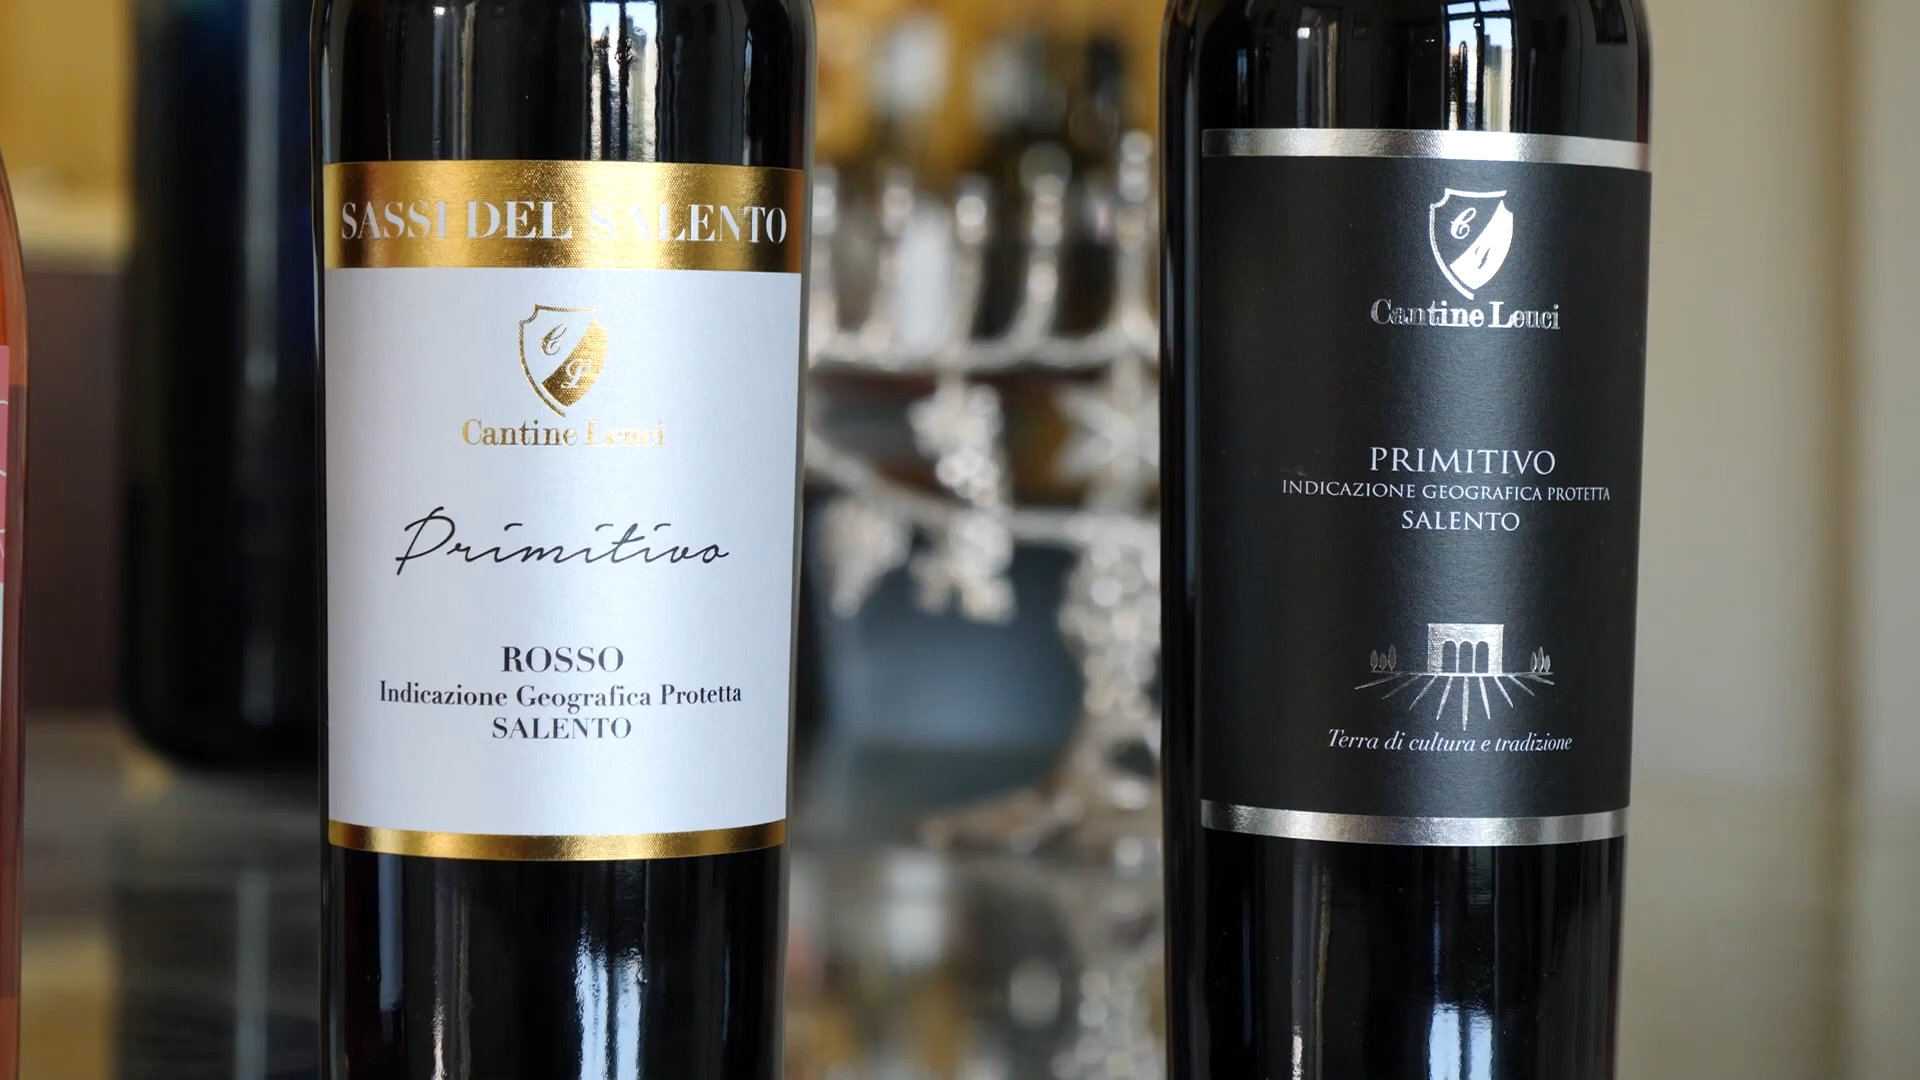 SASSI DEL SALENTO
Cantine Leuci
Primitivo
ROSSO
Indicazione Geografica Protetta
SALENTO
Cantine Leuci
PRIMITIVO
INDICAZIONE GEOGRAFICA PROTETTA
SALENTO
Terra di cultura e tradizione